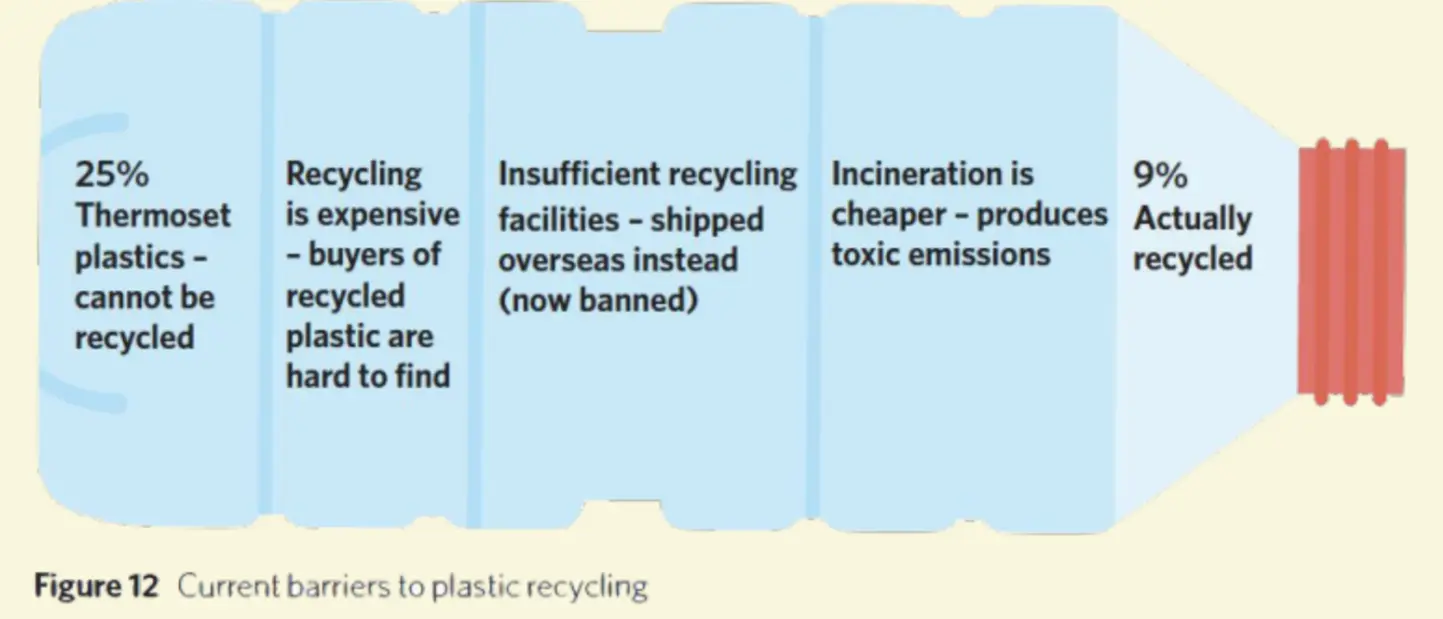 25%
Thermoset
plastics –
cannot be
recycled
Recycling
is expensive
– buyers of
recycled
plastic are
hard to find
Insufficient recycling
facilities – shipped
overseas instead
(now banned)
Incineration is
cheaper – produces
toxic emissions
9%
Actually
recycled
Figure 12 Current barriers to plastic recycling